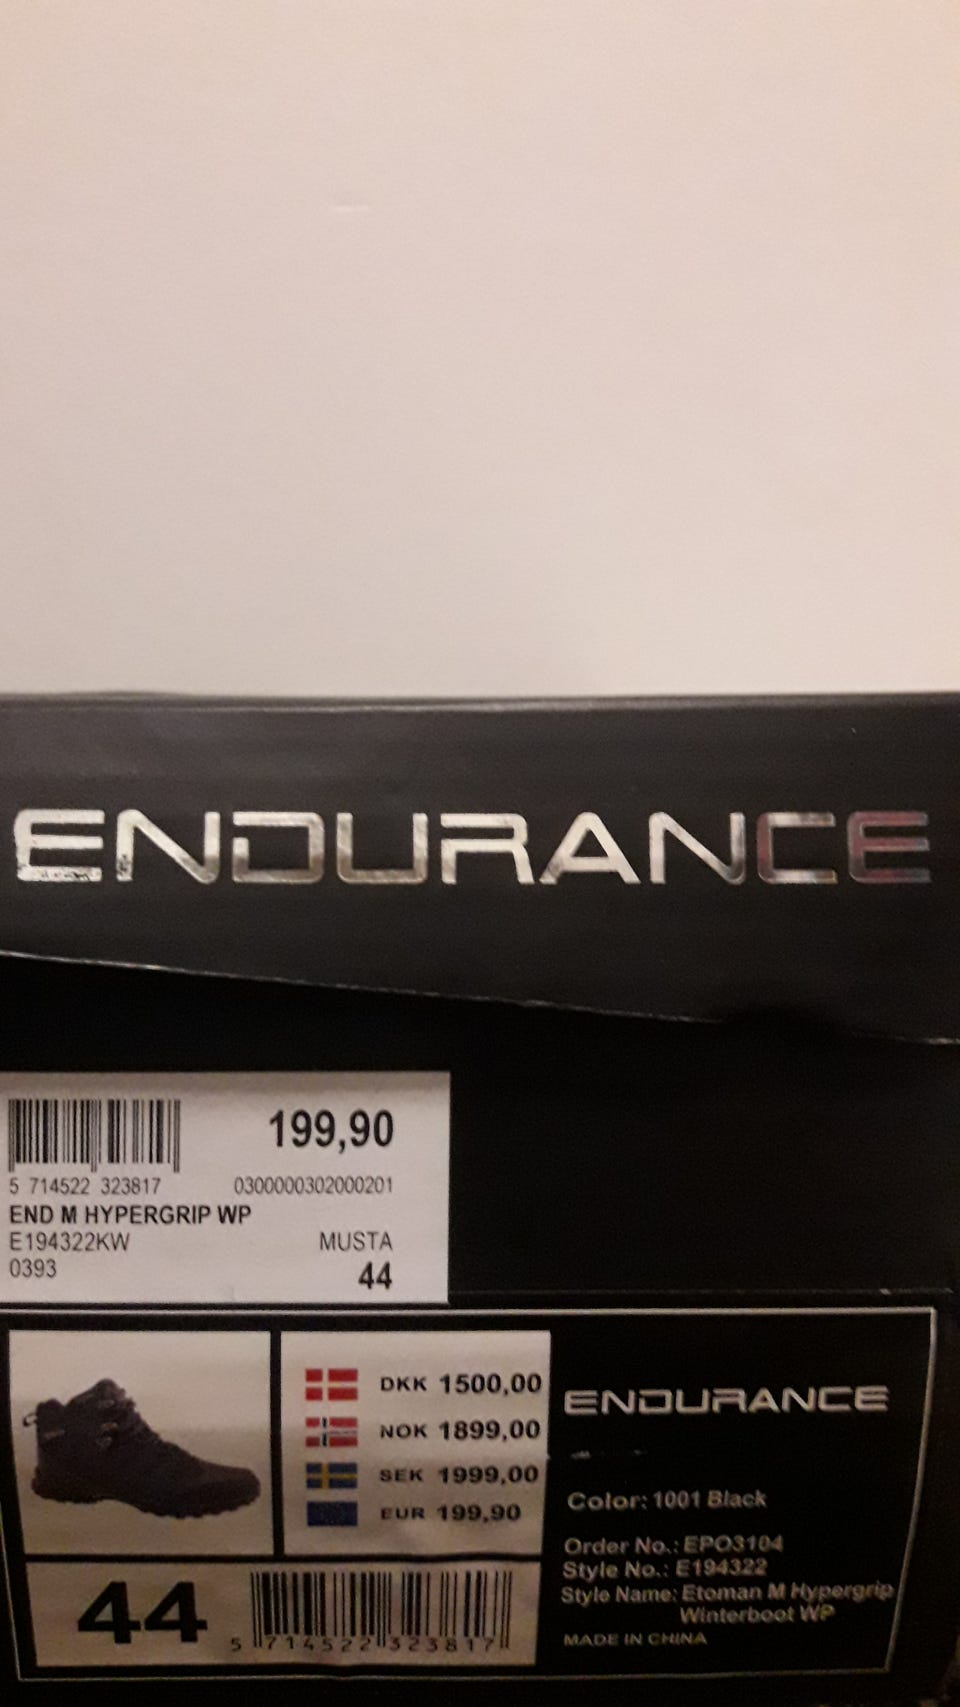 ENDURANCE
199,90
5 714522 323817 0300000302000201
END M HYPERGRIP WP
E194322KW MUSTA
0393 44
DKK 1500,00
NOK 1899,00
SEK 1999,00
EUR 199,90
44
5 714522 323817
ENDURANCE
Color: 1001 Black
Order No.: EPO3104
Style No.: E194322
Style Name: Etoman M Hypergrip
Winterboot WP
MADE IN CHINA